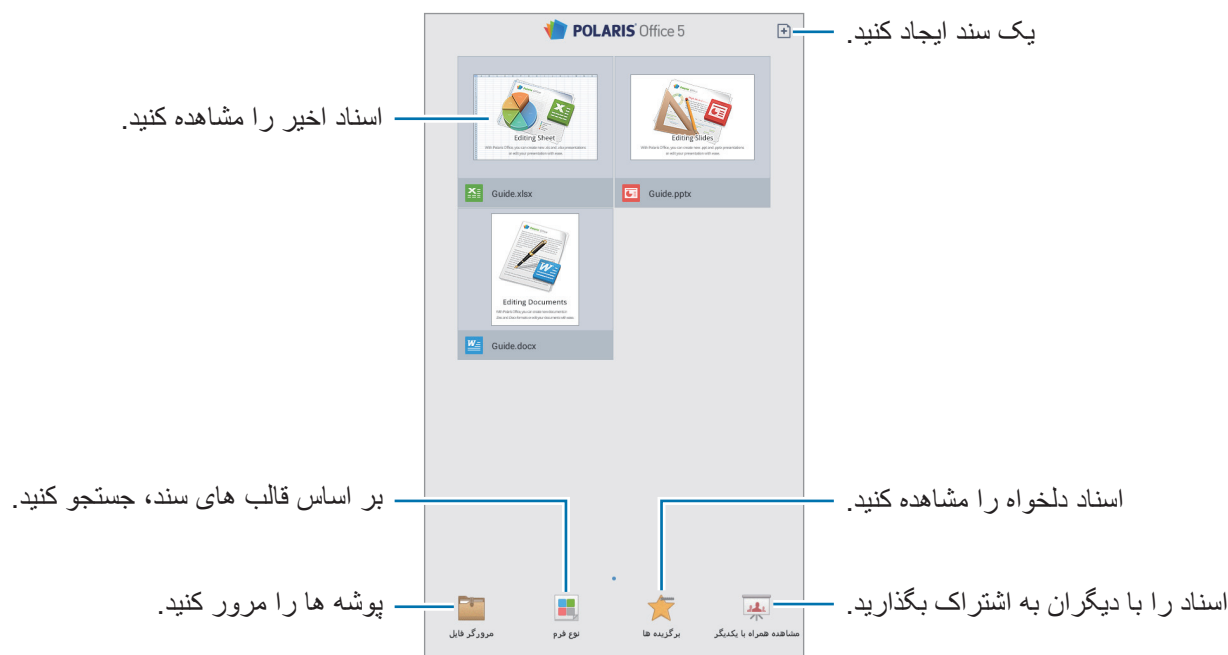 POLARIS Office 5
یک سند ایجاد کنید.
اسناد اخیر را مشاهده کنید.
Editing Sheet
Editing Slides
Guide.xlsx
Guide.pptx
Editing Documents
Guide.docx
بر اساس قالب های سند، جستجو کنید.
اسناد دلخواه را مشاهده کنید.
پوشه ها را مرور کنید.
اسناد را با دیگران به اشتراک بگذارید.
مرورگر فایل
نوع فرم
برگزیده ها
مشاهده همراه با یکدیگر